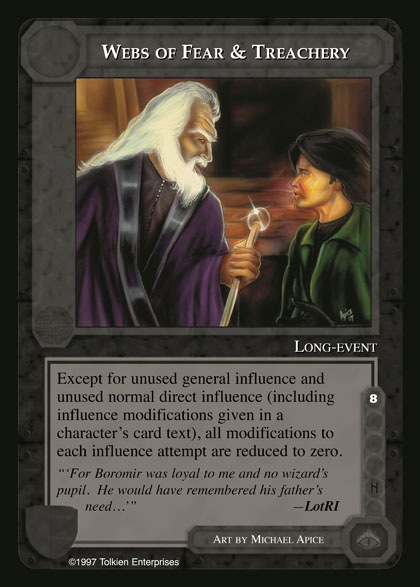 WEBS OF FEAR & TREACHERY
APICE
LONG-EVENT
Except for unused general influence and
unused normal direct influence (including
influence modifications given in a
character's card text), all modifications to
each influence attempt are reduced to zero.
8
"‘For Boromir was loyal to me and no wizard's
pupil. He would have remembered his father's
need…’"
–LotRI
ART BY MICHAEL APICE
©1997 Tolkien Enterprises